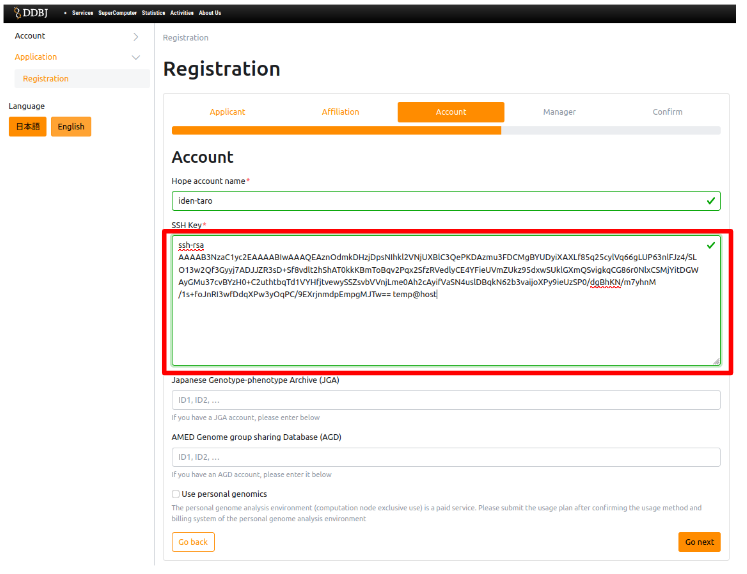 DDBJ Services SuperComputer Statistics Activities About Us
Account
Application
Registration
Language
日本語 English
Registration
Registration
Applicant Affiliation Account Manager Confirm
Account
Hope account name*
iden-taro
SSH Key*
ssh-rsa
AAAAB3NzaC1yc2EAAAABIwAAAQEAznOdmkDHzjDpsNIhkl2VNjUXBlC3QePKDAzmu3FDCMgBYUDyiXAXLf85q25cylVq66gLUP63nlFJz4/SL
O13w2Qf3Gyyj7ADJJZR3sD+Sf8vdlt2hShAT0kkKBmToBqv2Pqx2SfzRVedlyCE4YFieUVmZUkz95dxwSUklGXmQSvigkqCG86r0NlxCSMjYitDGW
AyGMu37cvBYzH0+C2uthtbqTd1VYHfjtvewySSZsvbVVnjLme0Ah2cAyifVaSN4uslDBqkN62b3vaijoXPy9ieUzSP0/dgBhKN/m7yhnM
/1s+foJnRI3wfDdqXPw3yOqPC/9EXrjnmdpEmpgMJTw== temp@host
Japanese Genotype-phenotype Archive (JGA)
ID1, ID2, ...
If you have a JGA account, please enter below
AMED Genome group sharing Database (AGD)
ID1, ID2, ...
If you have an AGD account, please enter it below
Use personal genomics
The personal genome analysis environment (computation node exclusive use) is a paid service. Please submit the usage plan after confirming the usage method and
billing system of the personal genome analysis environment
Go back Go next